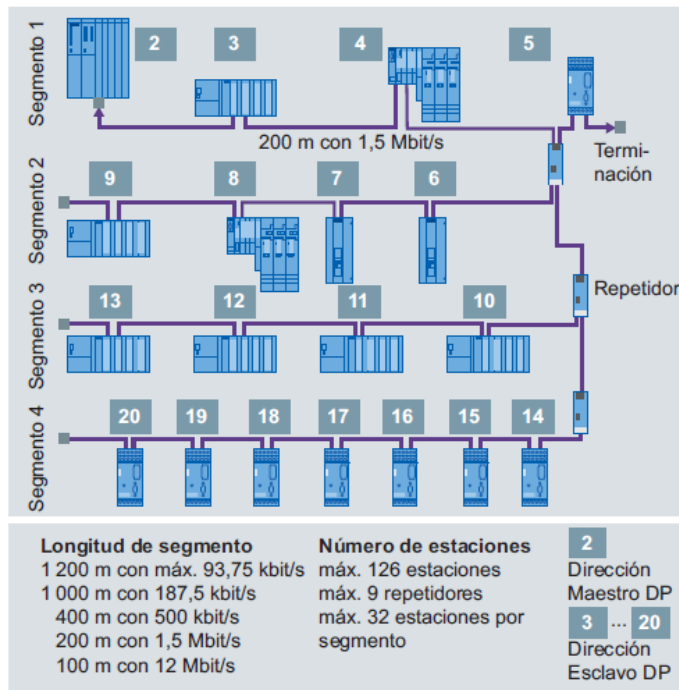 Segmento 1
2
3
4
5
200 m con 1,5 Mbit/s
Termi-
nación
Segmento 2
9
8
7
6
Segmento 3
13
12
11
10
Repetidor
Segmento 4
20
19
18
17
16
15
14
Longitud de segmento
1 200 m con máx. 93,75 kbit/s
1 000 m con 187,5 kbit/s
400 m con 500 kbit/s
200 m con 1,5 Mbit/s
100 m con 12 Mbit/s
Número de estaciones
máx. 126 estaciones
máx. 9 repetidores
máx. 32 estaciones por
segmento
2
Dirección
Maestro DP
3 ... 20
Dirección
Esclavo DP